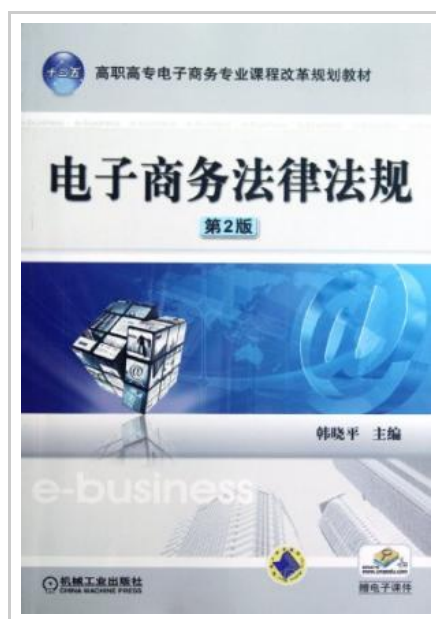 十二五 高职高专电子商务专业课程改革规划教材
电子商务法律法规
第2版
韩晓平 主编
e-business
机械工业出版社
CHINA MACHINE PRESS
赠电子课件